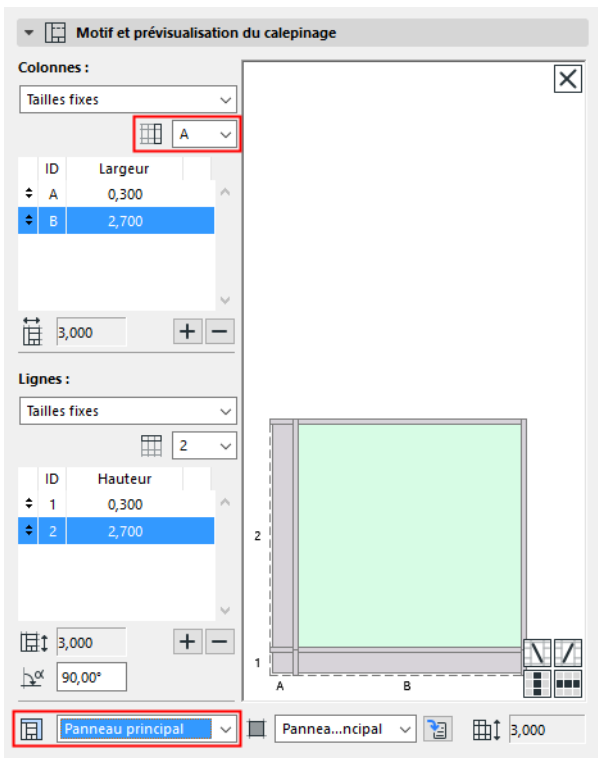 Motif et prévisualisation du calepinage
Colonnes :
Tailles fixes
A
ID Largeur
A 0,300
B 2,700
3,000
Lignes :
Tailles fixes
2
ID Hauteur
1 0,300
2 2,700
3,000
α 90,00°
2
1
A B
Panneau principal
Pannea...ncipal
3,000